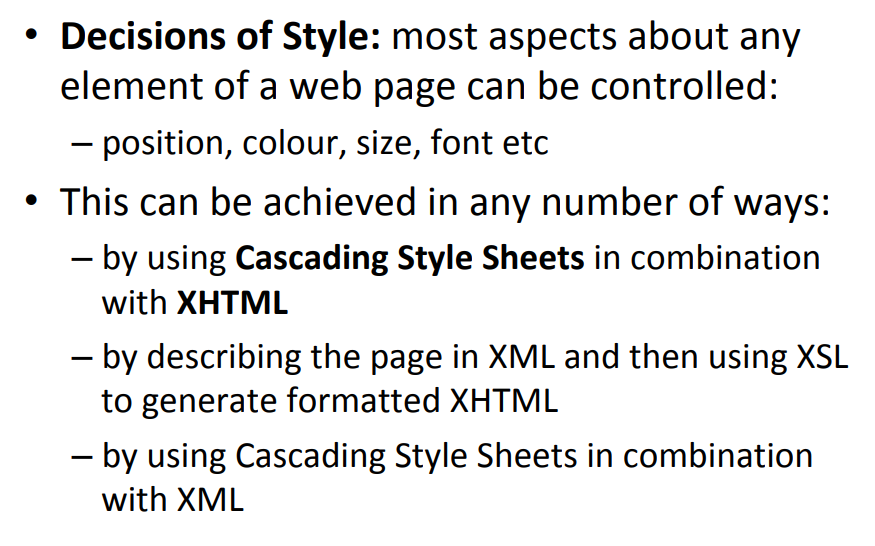 • Decisions of Style: most aspects about any
element of a web page can be controlled:
– position, colour, size, font etc
• This can be achieved in any number of ways:
– by using Cascading Style Sheets in combination
with XHTML
– by describing the page in XML and then using XSL
to generate formatted XHTML
– by using Cascading Style Sheets in combination
with XML